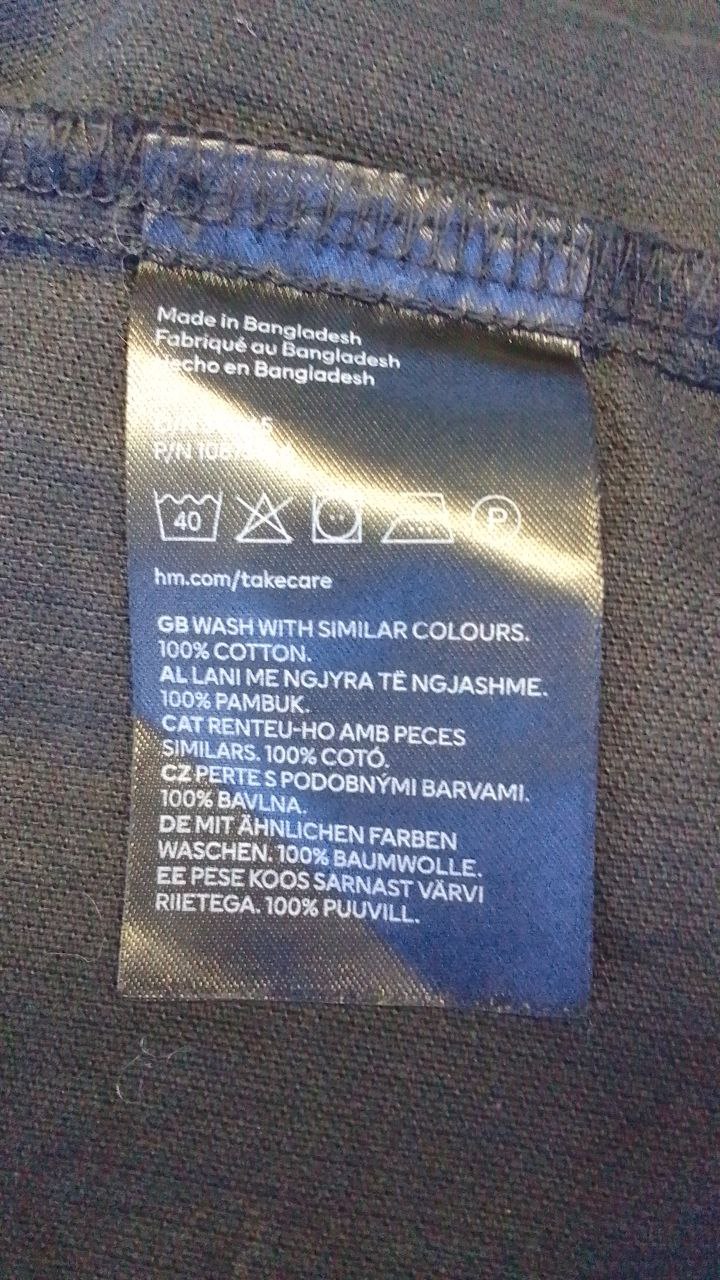 Made in Bangladesh
Fabriqué au Bangladesh
Hecho en Bangladesh
P/N
40
P
hm.com/takecare
GB WASH WITH SIMILAR COLOURS.
100% COTTON.
AL LANI ME NGJYRA TË NGJASHME.
100% PAMBUK.
CAT RENTEU-HO AMB PECES
SIMILARS. 100% COTÓ.
CZ PERTE S PODOBNÝMI BARVAMI.
100% BAVLNA.
DE MIT ÄHNLICHEN FARBEN
WASCHEN. 100% BAUMWOLLE.
EE PESE KOOS SARNAST VÄRVI
RIIETEGA. 100% PUUVILL.